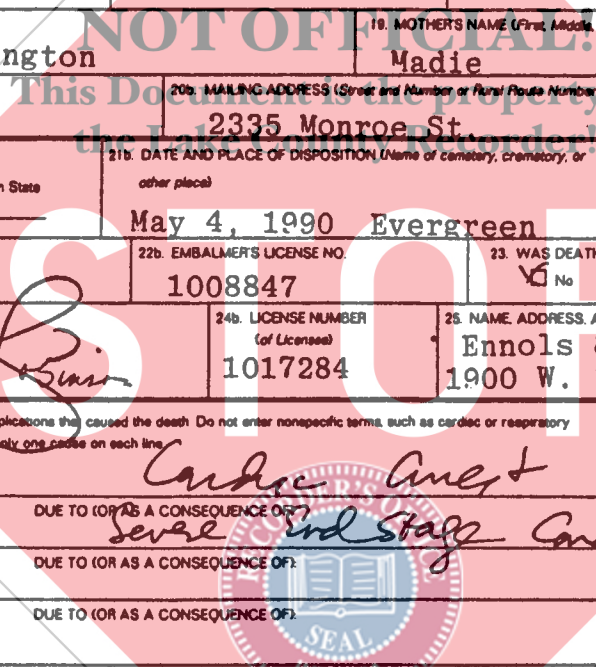 NOT OFFICIAL!
19. MOTHER'S NAME (First, Middle,
ngton
Madie
This Document is the property
20b. MAILING ADDRESS (Street and Number or Rural Route Number
2335 Monroe St.
the Lake County Recorder!
21b. DATE AND PLACE OF DISPOSITION (Name of cemetery, crematory, or
State
other place)
May 4, 1990 Evergreen
STO
22b. EMBALMER'S LICENSE NO.
23. WAS DEATH
1008847
No
24b. LICENSE NUMBER
25. NAME, ADDRESS, A
(of Licensee)
Ennols
1017284
1900 W.
plications that caused the death Do not enter nonspecific terms, such as cardiac or respiratory
only one cause on each line
Cardiac arrest
DUE TO (OR AS A CONSEQUENCE OF):
Severe End Stage
DUE TO (OR AS A CONSEQUENCE OF):
DUE TO (OR AS A CONSEQUENCE OF):
RECORDER'S OFFICE
SEAL